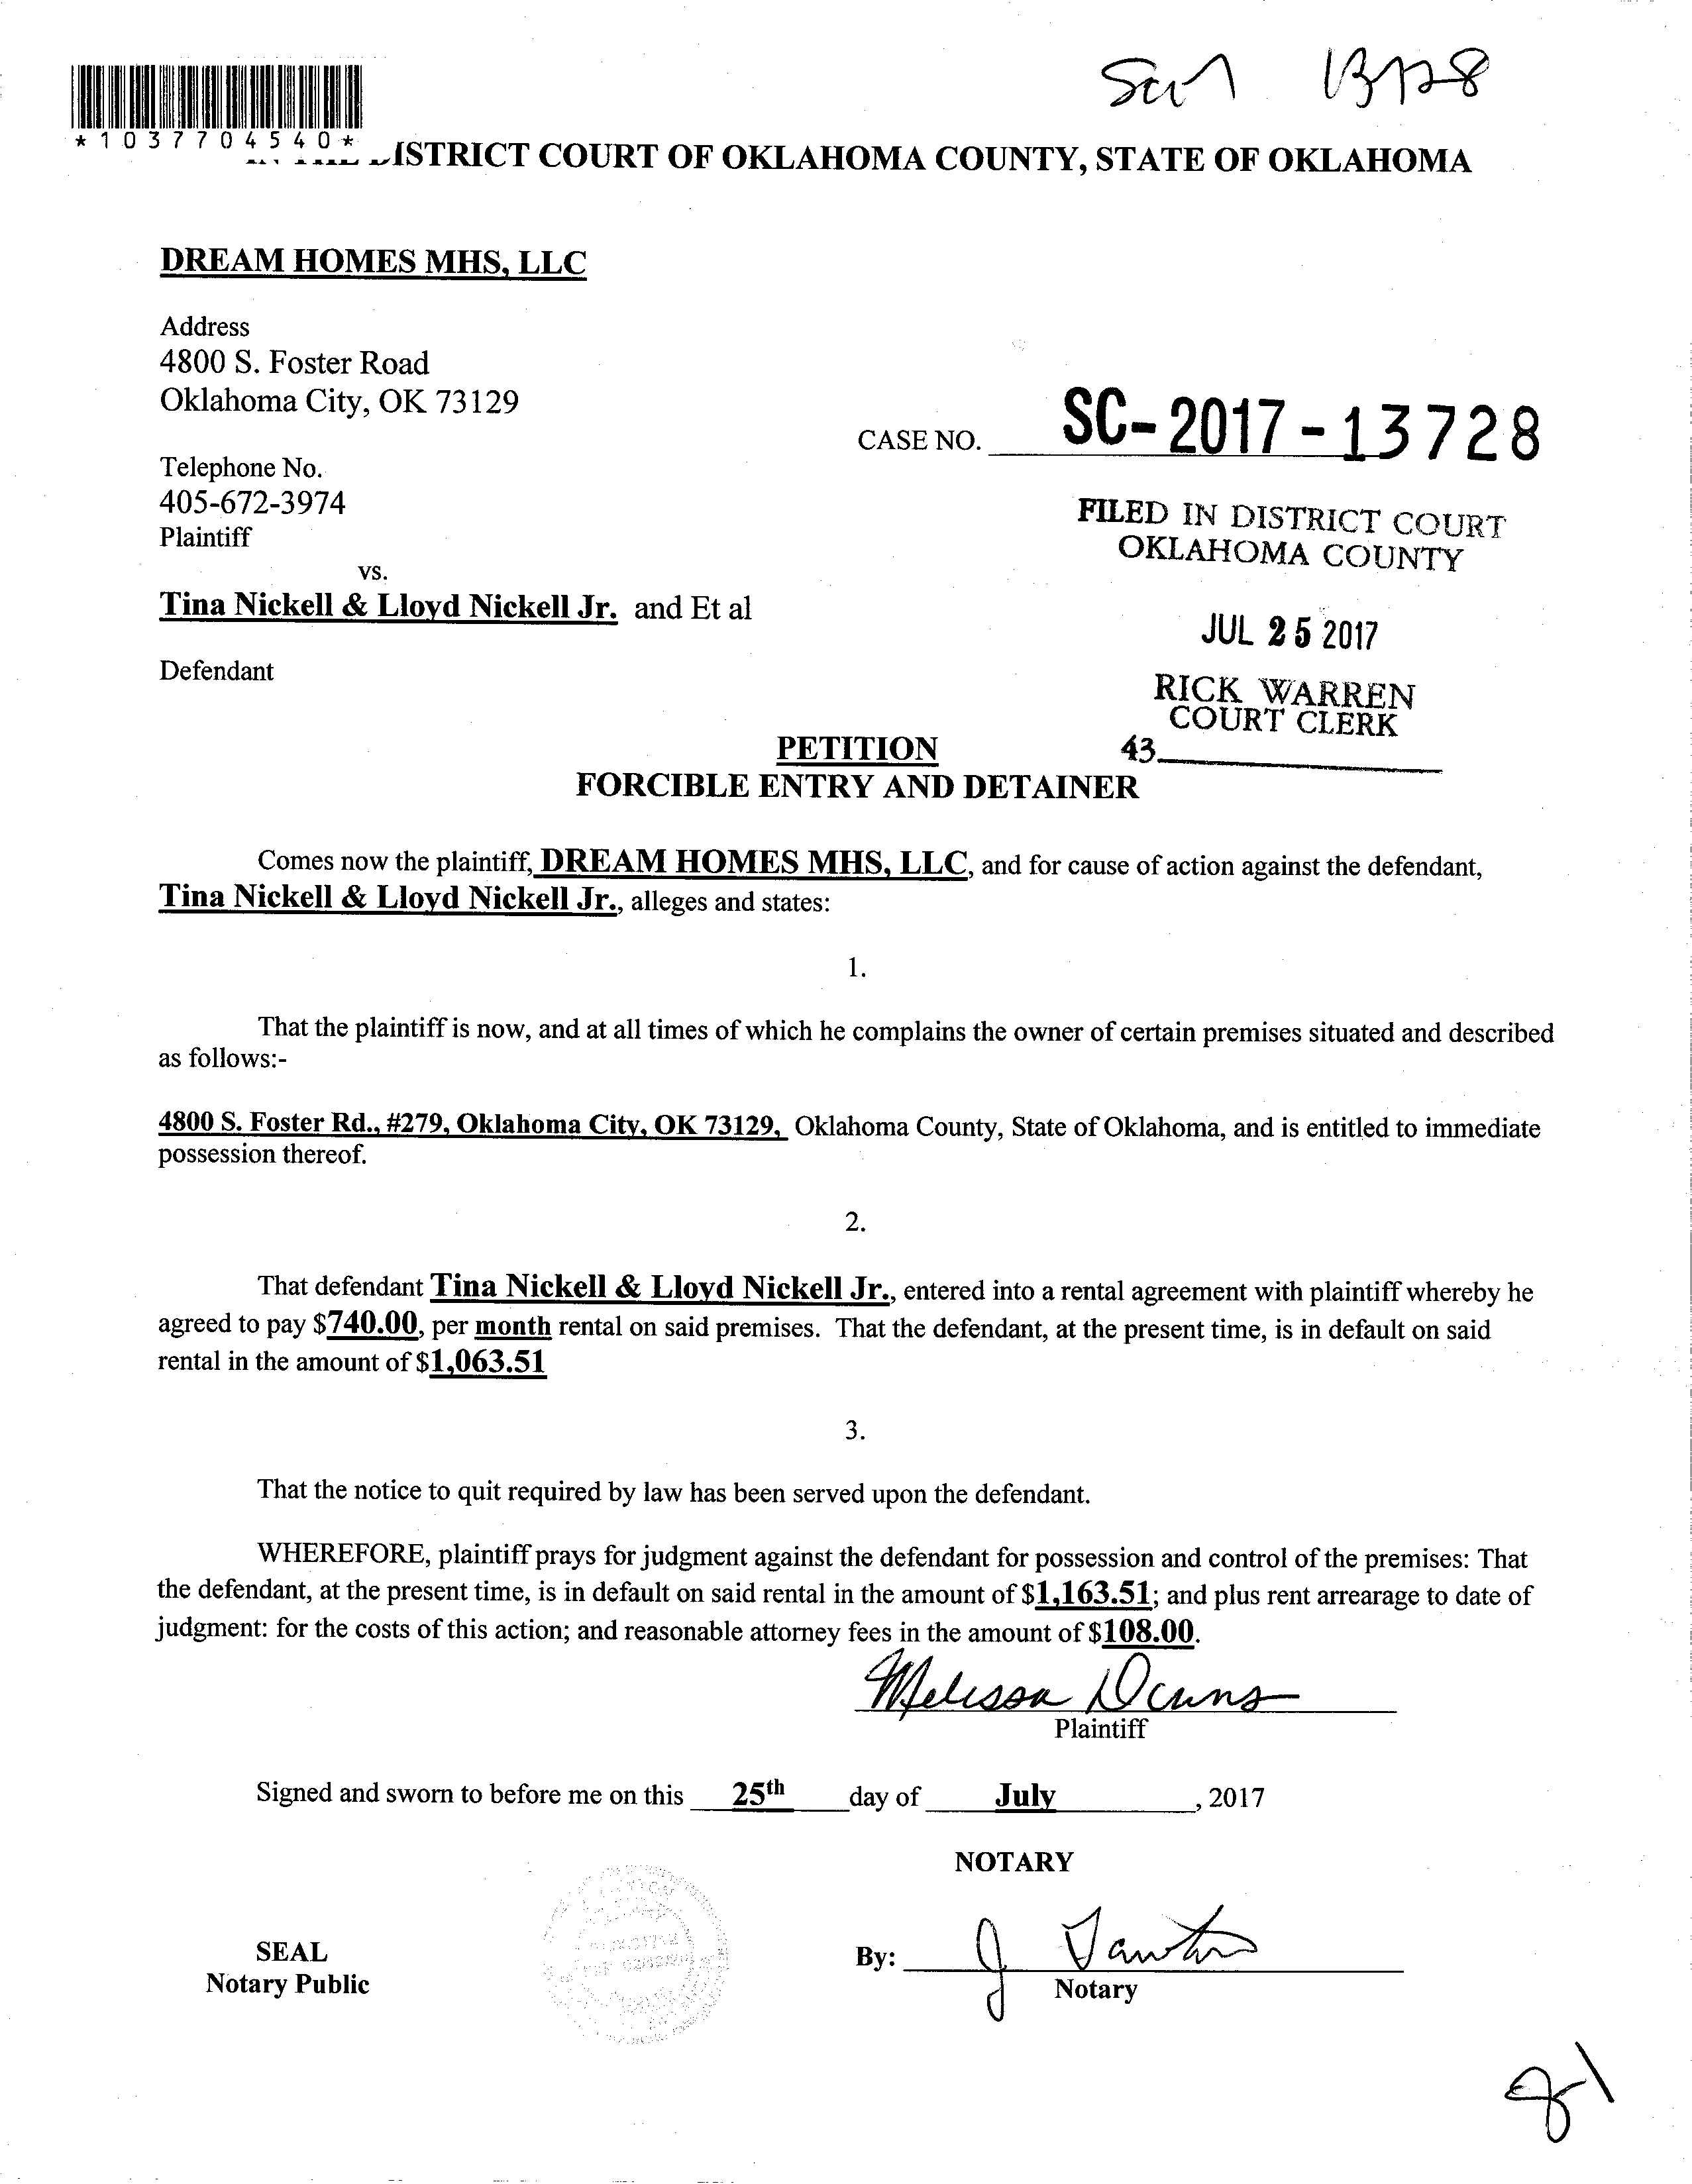 SC17 13728
*1037704540*
DISTRICT COURT OF OKLAHOMA COUNTY, STATE OF OKLAHOMA
DREAM HOMES MHS, LLC
Address
4800 S. Foster Road
Oklahoma City, OK 73129
CASE NO. SC-2017-13728
Telephone No.
405-672-3974
Plaintiff
FILED IN DISTRICT COURT
OKLAHOMA COUNTY
vs.
Tina Nickell & Lloyd Nickell Jr. and Et al
JUL 25 2017
Defendant
RICK WARREN
COURT CLERK
43
PETITION
FORCIBLE ENTRY AND DETAINER
Comes now the plaintiff, DREAM HOMES MHS, LLC, and for cause of action against the defendant,
Tina Nickell & Lloyd Nickell Jr., alleges and states:
1.
That the plaintiff is now, and at all times of which he complains the owner of certain premises situated and described
as follows:-
4800 S. Foster Rd., #279, Oklahoma City, OK 73129, Oklahoma County, State of Oklahoma, and is entitled to immediate
possession thereof.
2.
That defendant Tina Nickell & Lloyd Nickell Jr., entered into a rental agreement with plaintiff whereby he
agreed to pay $740.00, per month rental on said premises. That the defendant, at the present time, is in default on said
rental in the amount of $1,063.51
3.
That the notice to quit required by law has been served upon the defendant.
WHEREFORE, plaintiff prays for judgment against the defendant for possession and control of the premises: That
the defendant, at the present time, is in default on said rental in the amount of $1,163.51; and plus rent arrearage to date of
judgment: for the costs of this action; and reasonable attorney fees in the amount of $108.00.
Melissa
Plaintiff
Signed and sworn to before me on this 25th day of July, 2017
NOTARY
SEAL
Notary Public
By: J
Notary